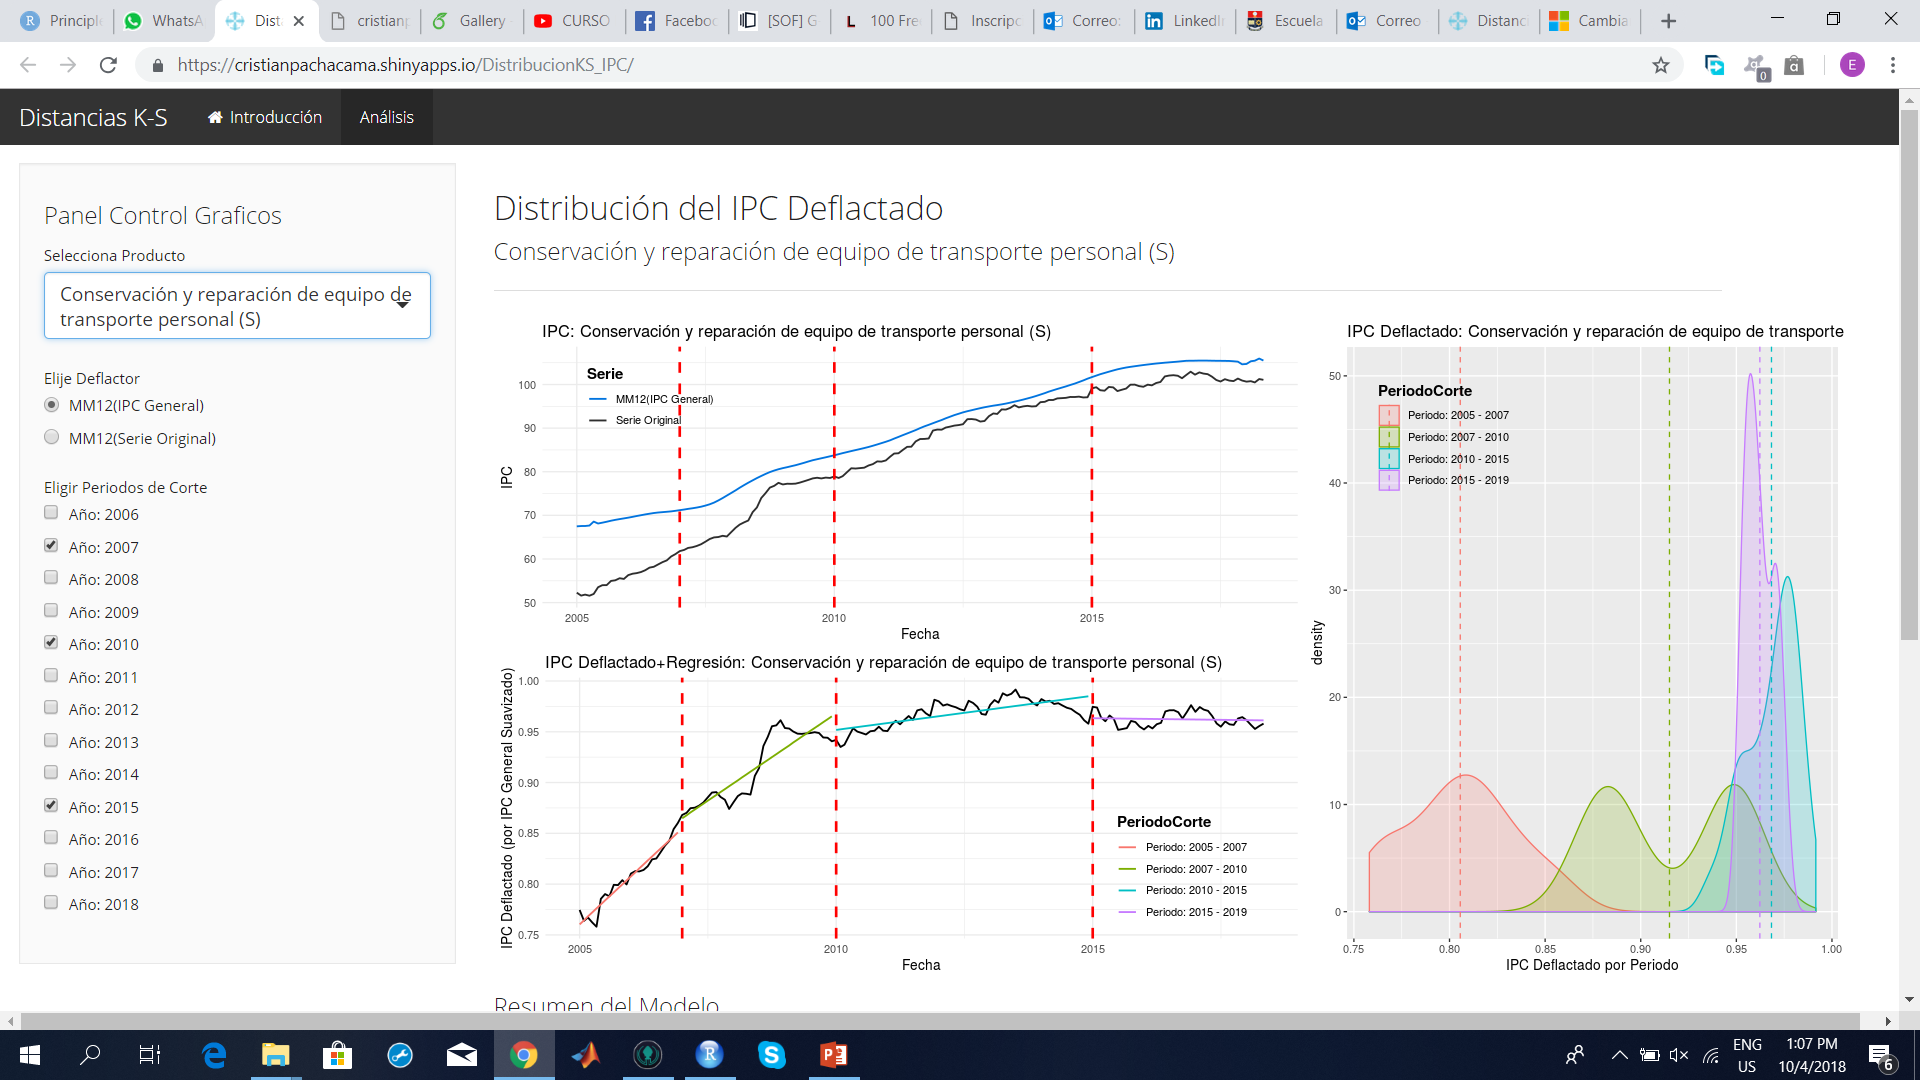 Principl
WhatsA
Dist
cristianp
Gallery
CURSO
Faceboo
[SOF] G
100 Fre
Inscripc
Correo:
LinkedIn
Escuela
Correo
Distanc
Cambia
https://cristianpachacama.shinyapps.io/DistribucionKS_IPC/
0
E
Distancias K-S
Introducción
Análisis
Panel Control Graficos
Selecciona Producto
Conservación y reparación de equipo de
transporte personal (S)
Elije Deflactor
MM12(IPC General)
MM12(Serie Original)
Eligir Periodos de Corte
Año: 2006
Año: 2007
Año: 2008
Año: 2009
Año: 2010
Año: 2011
Año: 2012
Año: 2013
Año: 2014
Año: 2015
Año: 2016
Año: 2017
Año: 2018
Distribución del IPC Deflactado
Conservación y reparación de equipo de transporte personal (S)
IPC: Conservación y reparación de equipo de transporte personal (S)
Serie
MM12(IPC General)
Serie Original
IPC
100
90
80
70
60
50
2005
2010
2015
Fecha
IPC Deflactado+Regresión: Conservación y reparación de equipo de transporte personal (S)
IPC Deflactado (por IPC General Suavizado)
1.00
0.95
0.90
0.85
0.80
0.75
PeriodoCorte
Periodo: 2005 - 2007
Periodo: 2007 - 2010
Periodo: 2010 - 2015
Periodo: 2015 - 2019
2005
2010
2015
Fecha
IPC Deflactado: Conservación y reparación de equipo de transporte
PeriodoCorte
Periodo: 2005 - 2007
Periodo: 2007 - 2010
Periodo: 2010 - 2015
Periodo: 2015 - 2019
density
50
40
30
20
10
0
0.75
0.80
0.85
0.90
0.95
1.00
IPC Deflactado por Periodo
Resumen del Modelo
ENG
US
1:07 PM
10/4/2018
6